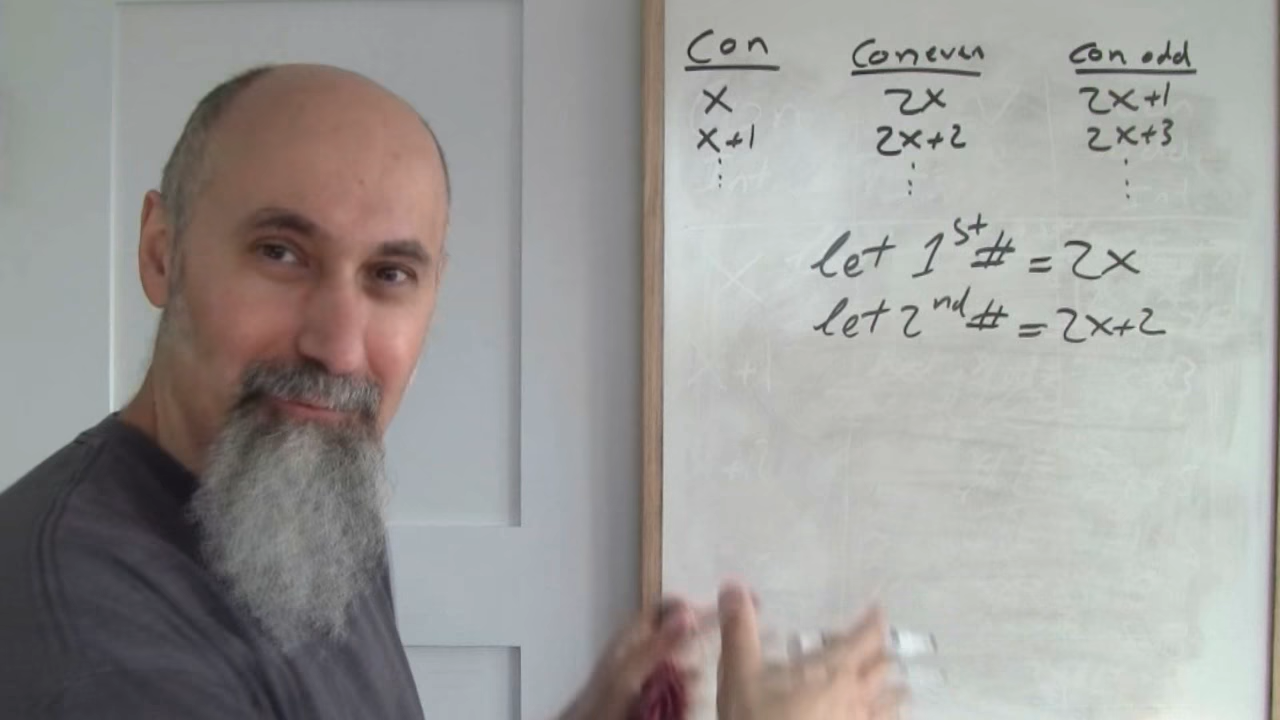 Con Con even Con odd
x 2x 2x+1
x+1 2x+2 2x+3
⋮ ⋮ ⋮
let 1st # = 2x
let 2nd # = 2x+2